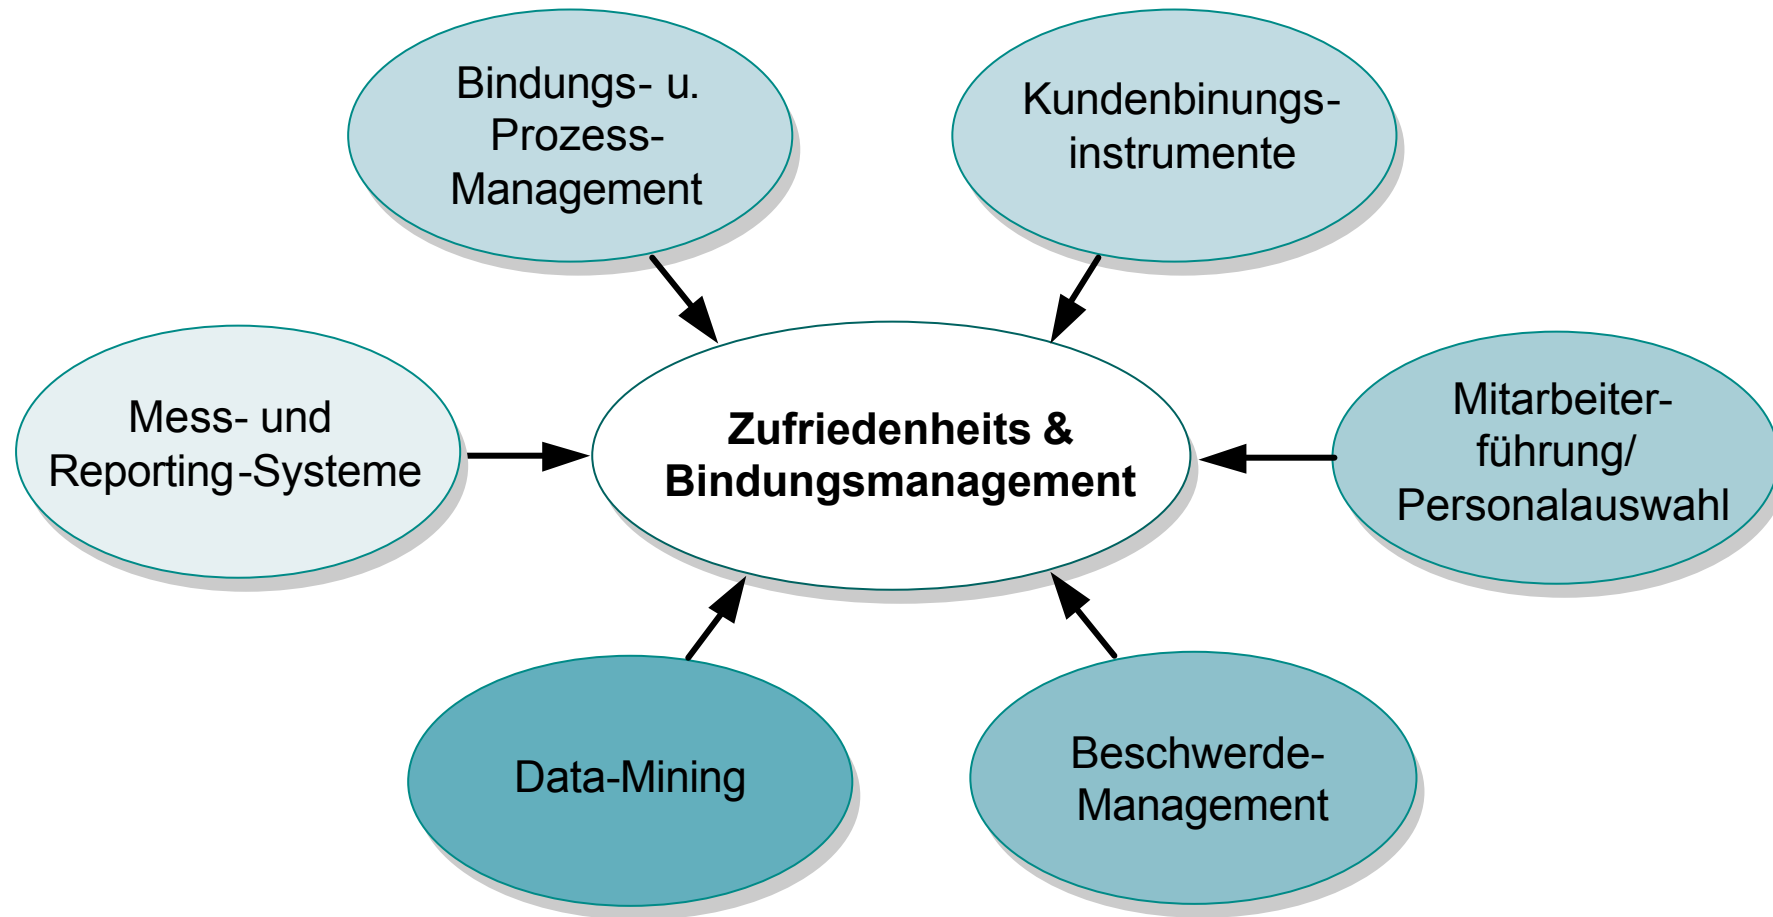 Bindungs- u.
Prozess-
Management
Kundenbinungs-
instrumente
Mess- und
Reporting-Systeme
Zufriedenheits &
Bindungsmanagement
Mitarbeiter-
führung/
Personalauswahl
Data-Mining
Beschwerde-
Management